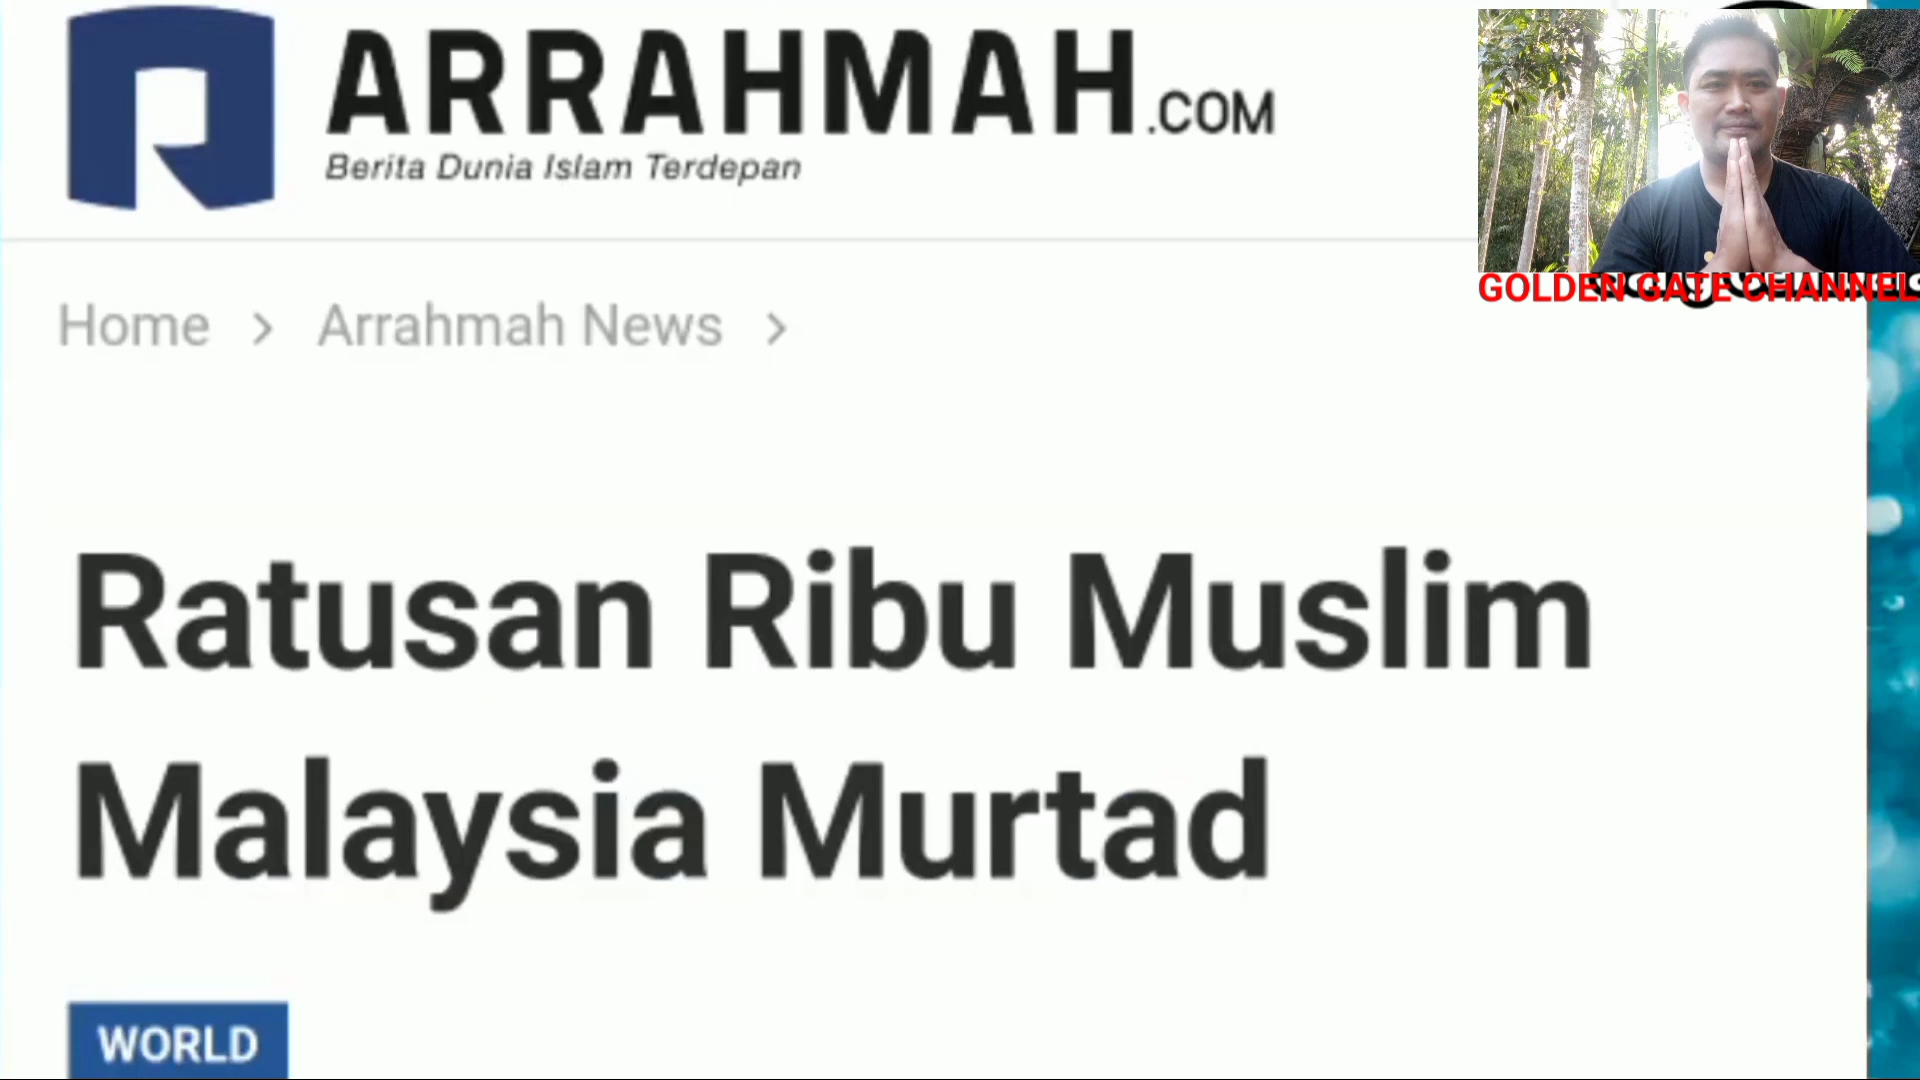 ARRAHMAH.COM
Berita Dunia Islam Terdepan
GOLDEN GATE CHANNEL
Home > Arrahmah News >
Ratusan Ribu Muslim
Malaysia Murtad
WORLD